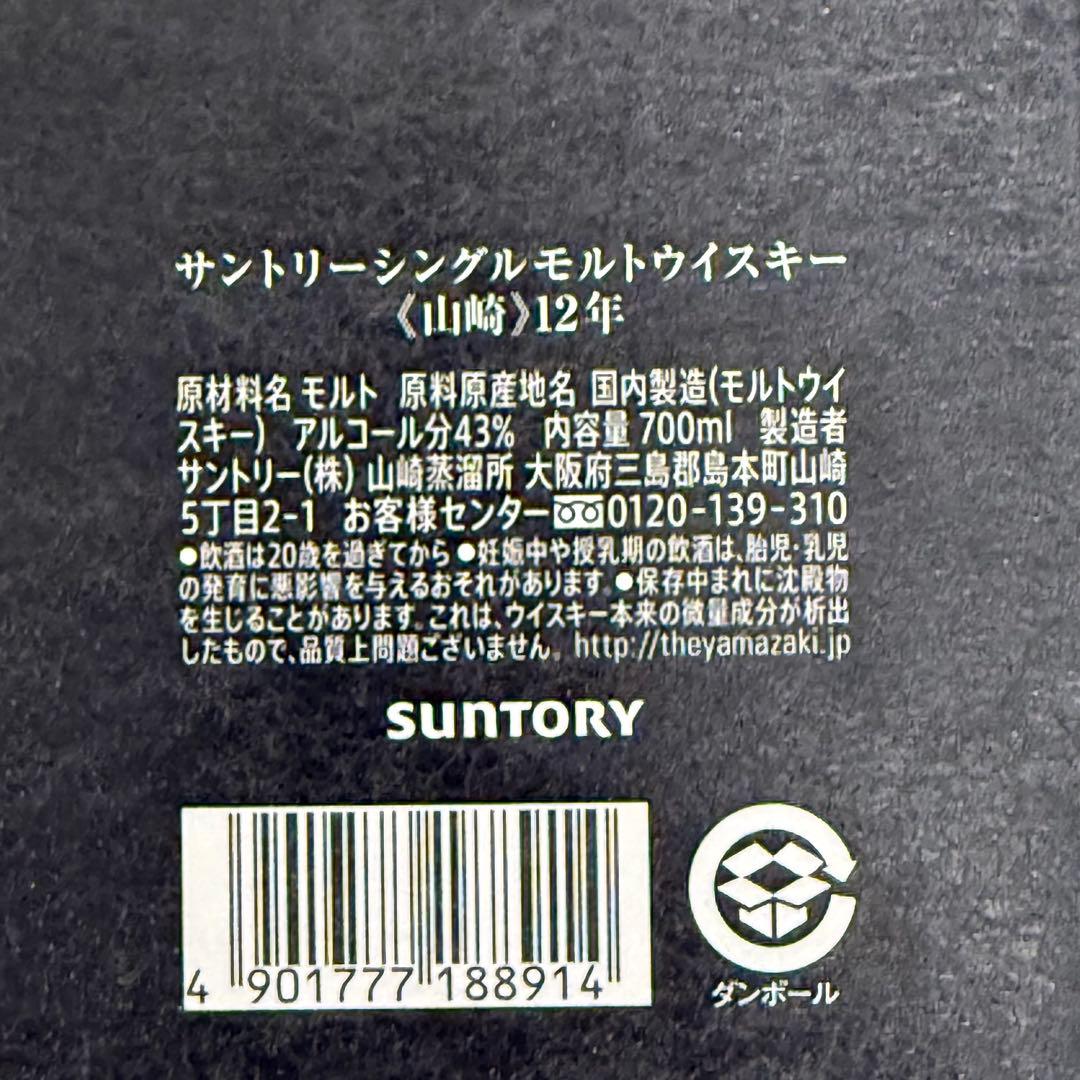 サントリーシングルモルトウイスキー
《山崎》12年
原材料名 モルト 原料原産地名 国内製造(モルトウイ
スキー) アルコール分43% 内容量 700ml 製造者
サントリー(株) 山崎蒸溜所 大阪府三島郡島本町山崎
5丁目2-1 お客様センター 0120-139-310
●飲酒は20歳を過ぎてから ●妊娠中や授乳期の飲酒は、胎児・乳児
の発育に悪影響を与えるおそれがあります。●保存中まれに沈殿物
を生じることがあります。これは、ウイスキー本来の微量成分が析出
したもので、品質上問題ございません。http://theyamazaki.jp
SUNTORY
4 901777 188914
ダンボール